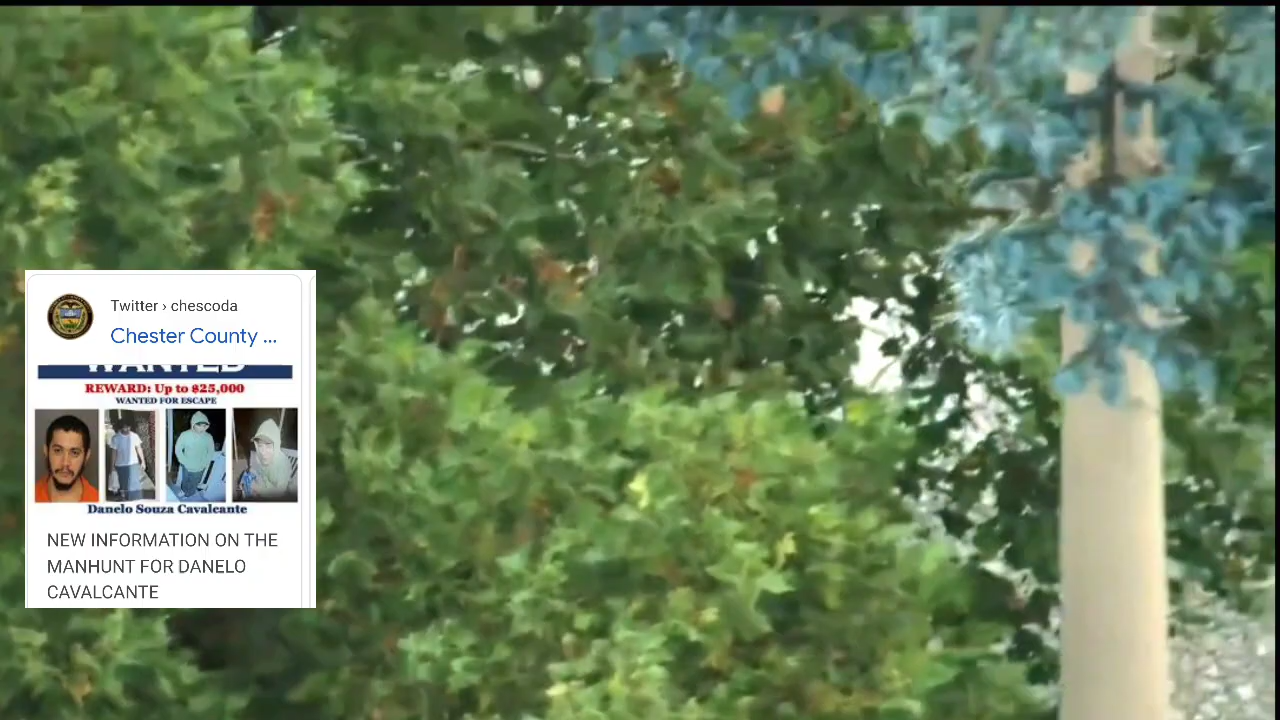 Twitter › chescoda
Chester County ...
WANTED
REWARD: Up to $25,000
WANTED FOR ESCAPE
Danelo Souza Cavalcante
NEW INFORMATION ON THE
MANHUNT FOR DANELO
CAVALCANTE